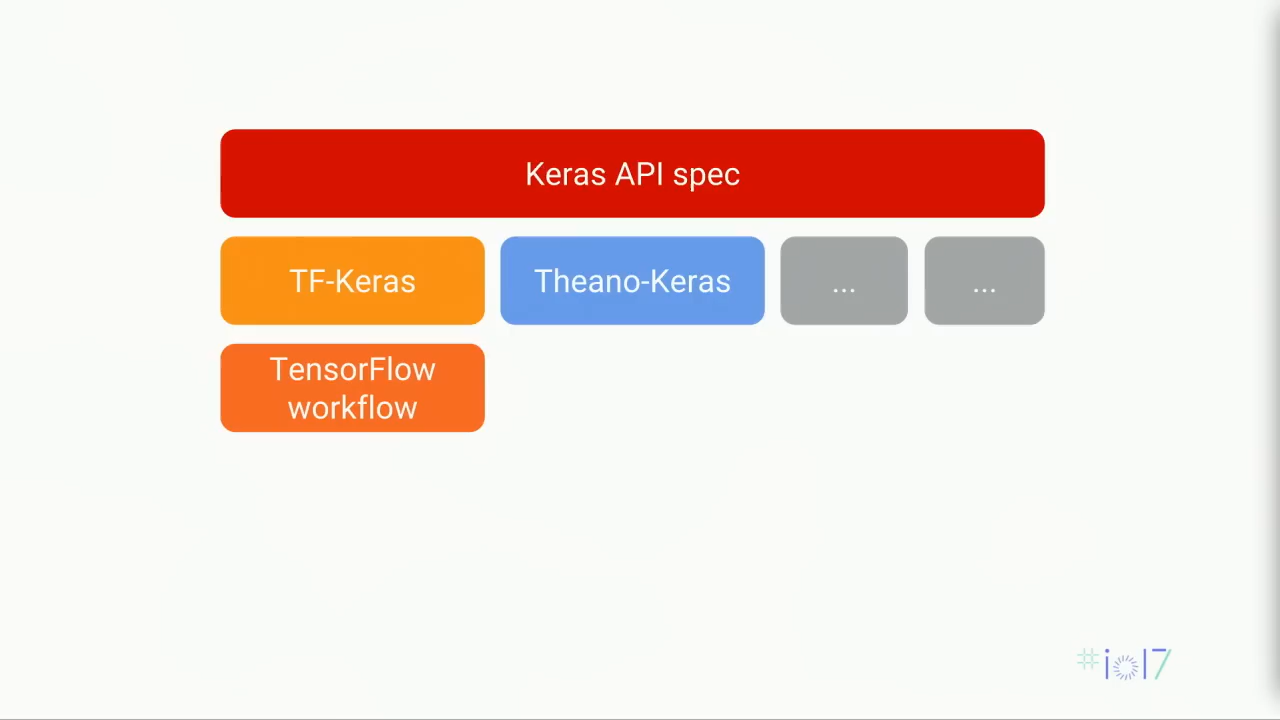 Keras API spec
TF-Keras
Theano-Keras
...
...
TensorFlow
workflow
#io17